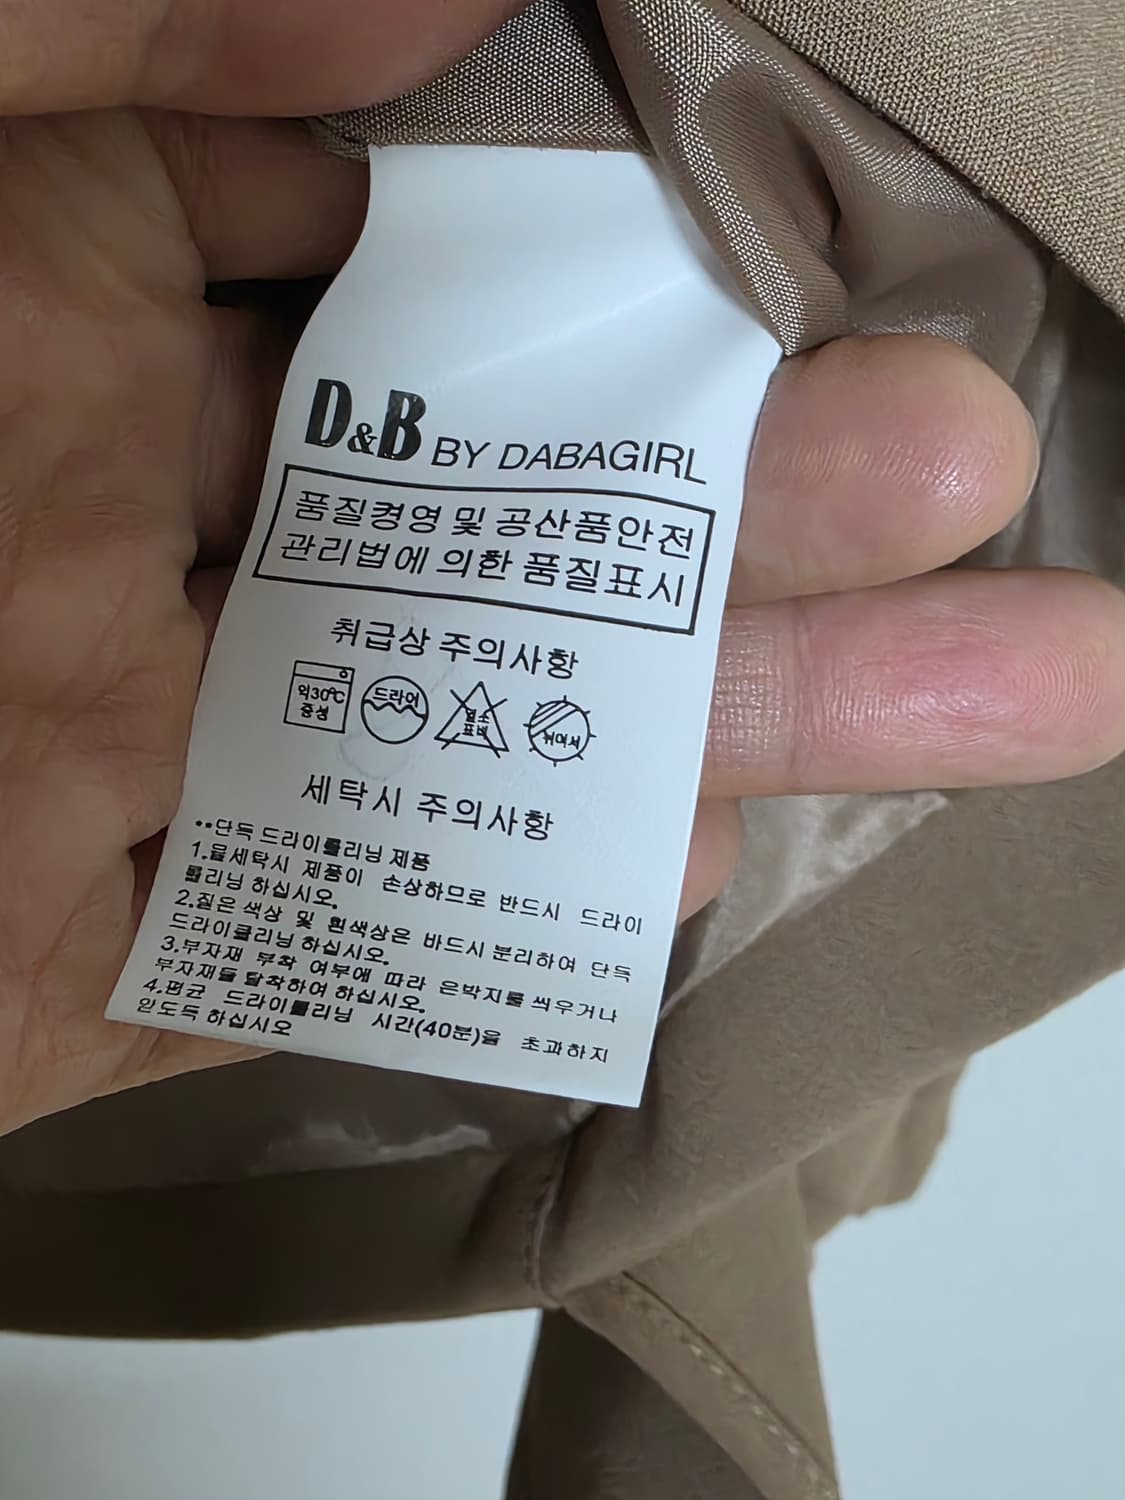 D&B BY DABAGIRL
품질경영 및 공산품안전
관리법에 의한 품질표시
취급상 주의사항
약30℃
중성
드라이
염소
표백
뉘여서
세탁시 주의사항
••단독 드라이클리닝 제품
1.물세탁시 제품이 손상하므로 반드시 드라이
클리닝 하십시오.
2.짙은 색상 및 흰색상은 바드시 분리하여 단독
드라이클리닝 하십시오.
3.부자재 부착 여부에 따라 은박지를 씌우거나
부자재들 탈착하여 하십시오.
4.평균 드라이클리닝 시간(40분)을 초과하지
않도록 하십시오